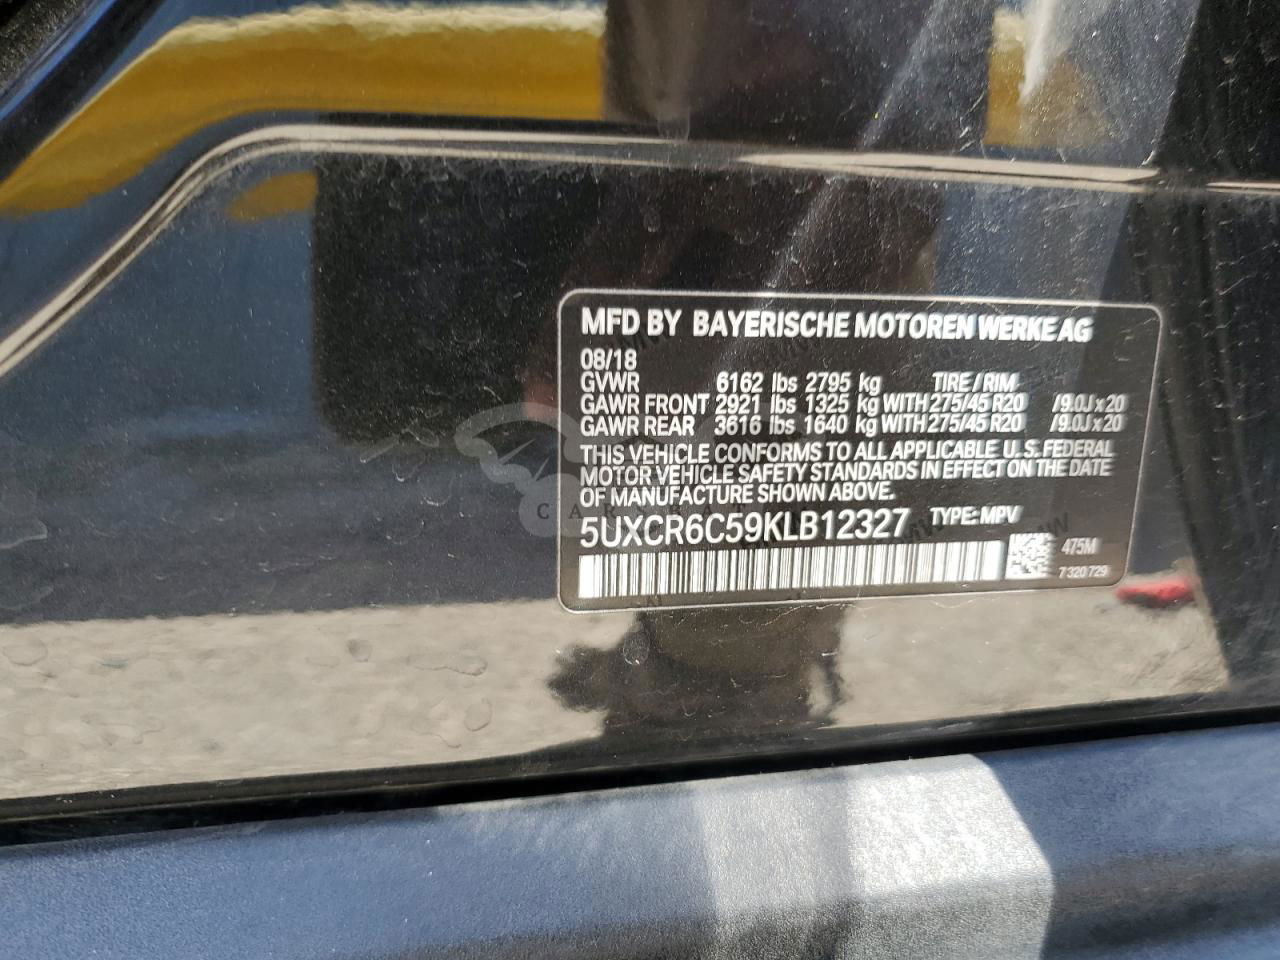 MFD BY BAYERISCHE MOTOREN WERKE AG
08/18
GVWR 6162 lbs 2795 kg TIRE/RIM
GAWR FRONT 2921 lbs 1325 kg WITH 275/45 R20 /9.0J x 20
GAWR REAR 3616 lbs 1640 kg WITH 275/45 R20 /9.0J x 20
THIS VEHICLE CONFORMS TO ALL APPLICABLE U.S. FEDERAL
MOTOR VEHICLE SAFETY STANDARDS IN EFFECT ON THE DATE
OF MANUFACTURE SHOWN ABOVE.
5UXCR6C59KLB12327 TYPE: MPV
475M
7 320 729